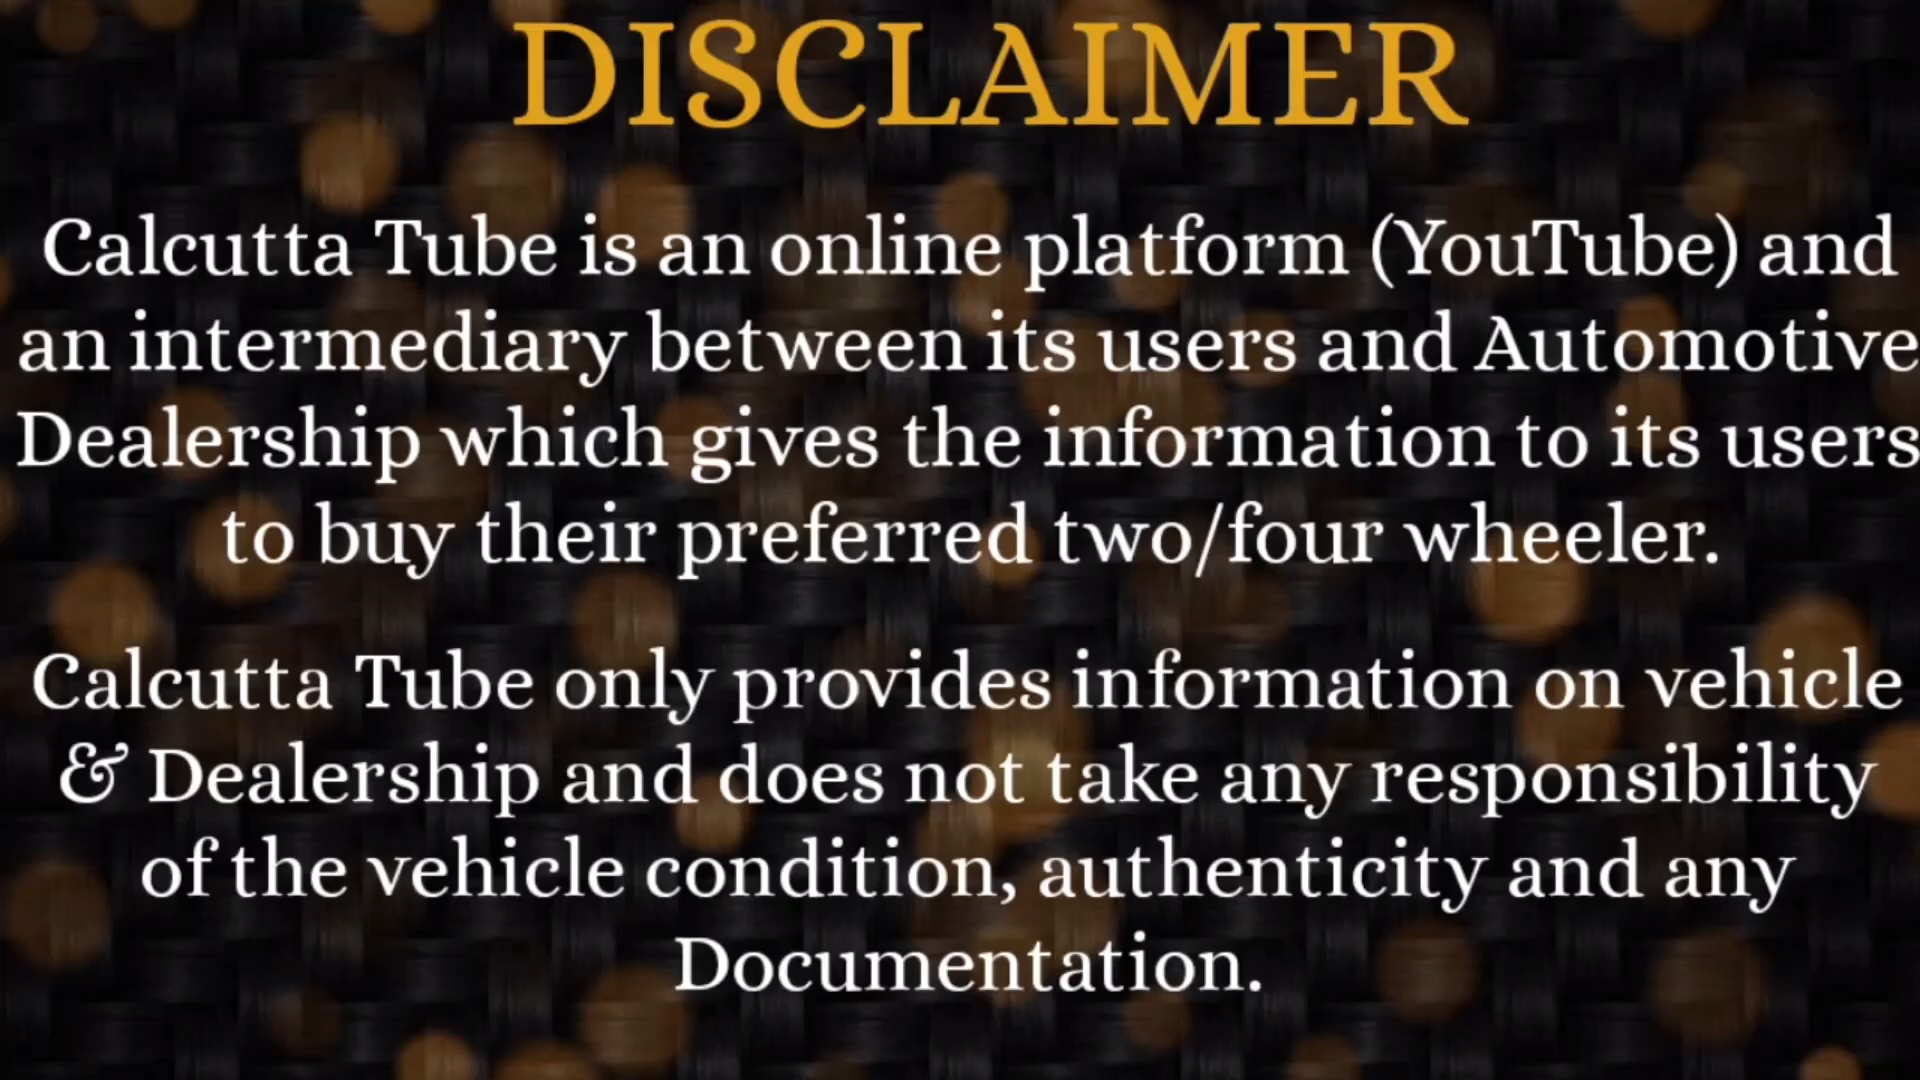 DISCLAIMER
Calcutta Tube is an online platform (YouTube) and
an intermediary between its users and Automotive
Dealership which gives the information to its users
to buy their preferred two/four wheeler.
Calcutta Tube only provides information on vehicle
& Dealership and does not take any responsibility
of the vehicle condition, authenticity and any
Documentation.